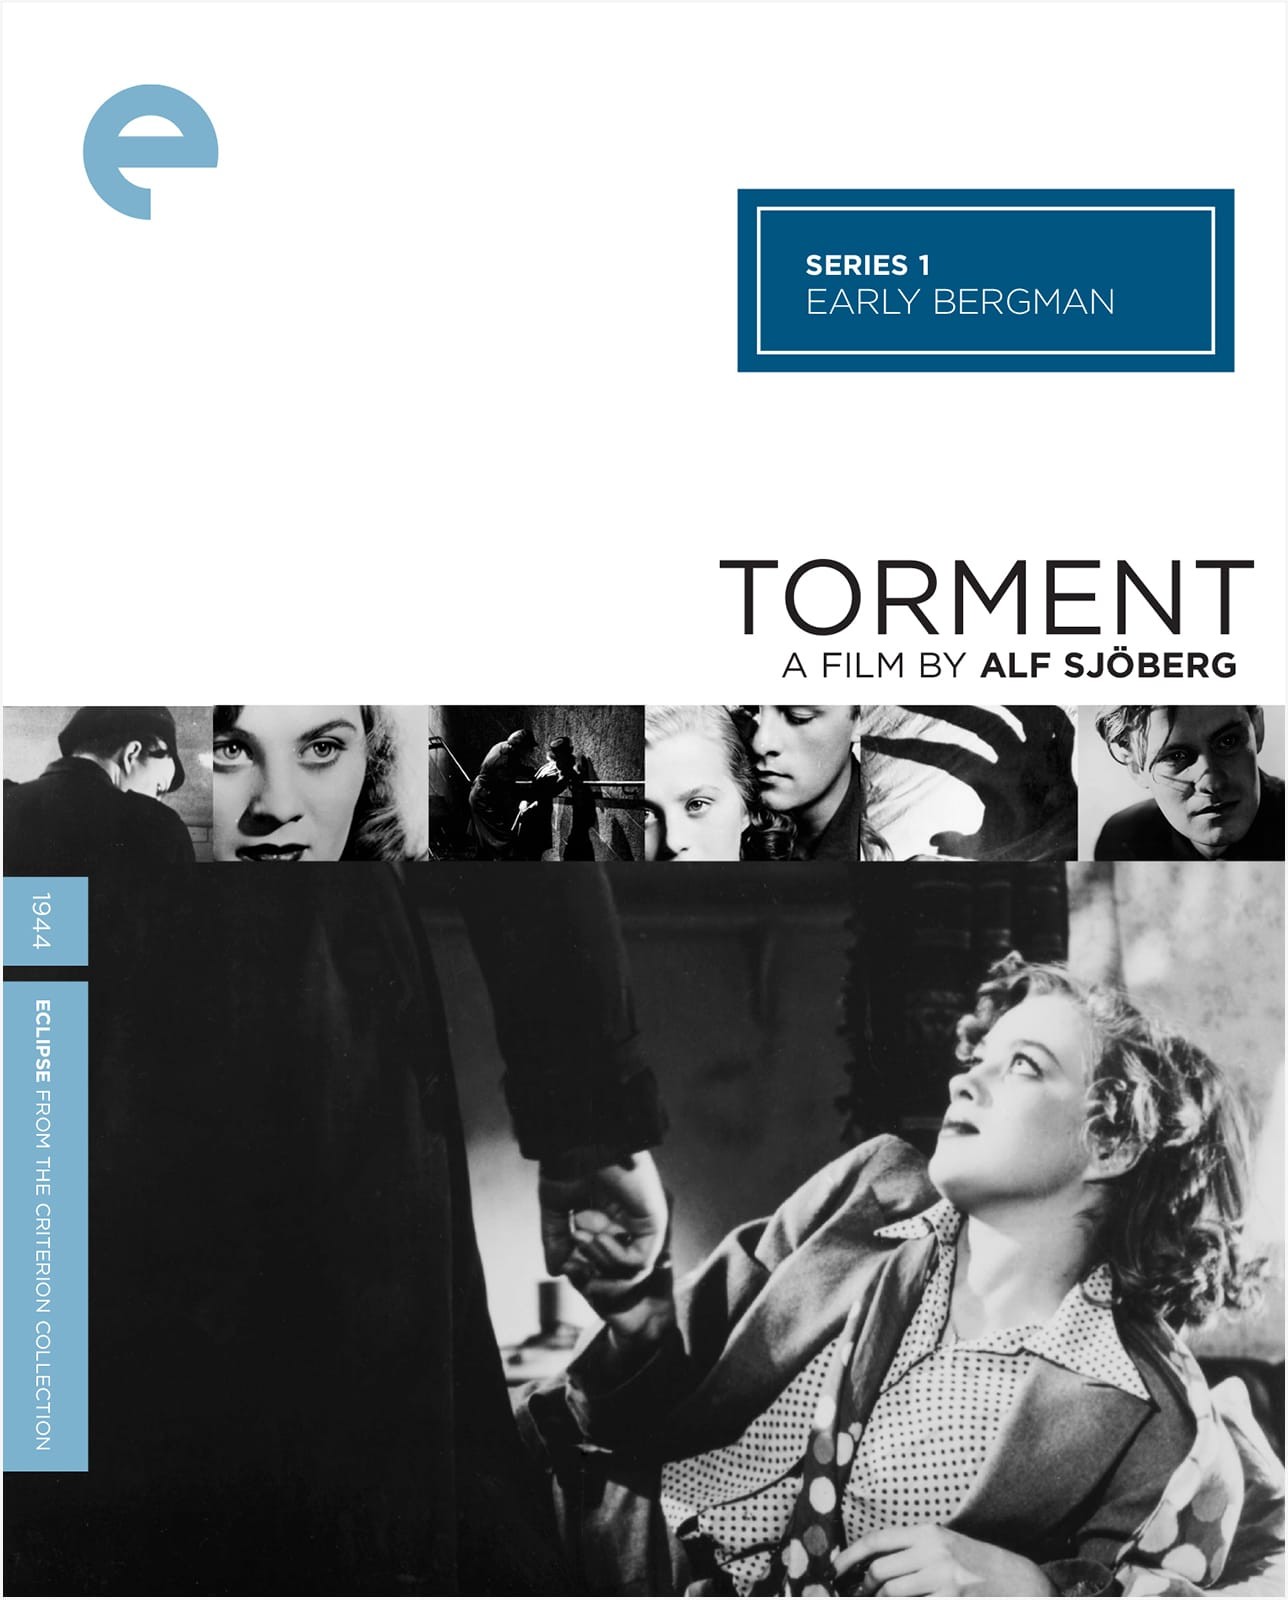 e
SERIES 1
EARLY BERGMAN
TORMENT
A FILM BY ALF SJÖBERG
1944
ECLIPSE FROM THE CRITERION COLLECTION